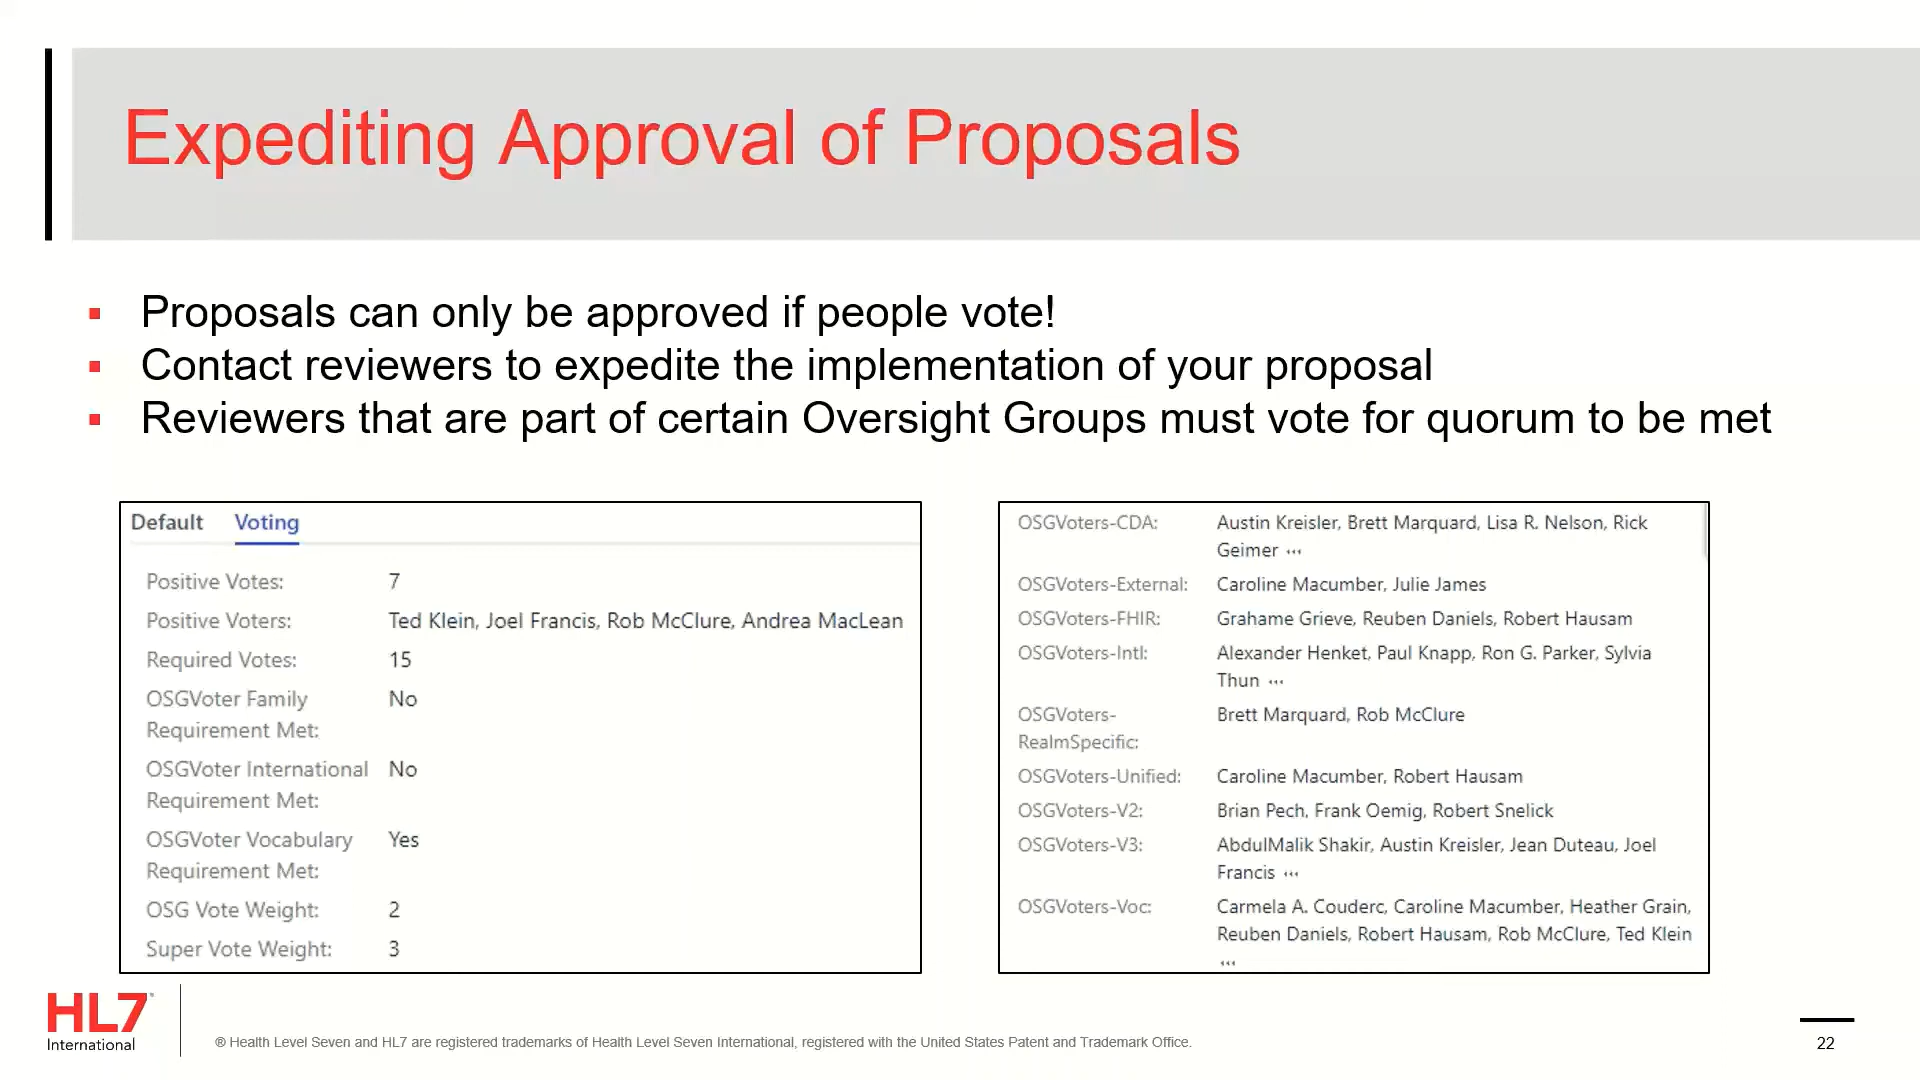 Expediting Approval of Proposals
▪ Proposals can only be approved if people vote!
▪ Contact reviewers to expedite the implementation of your proposal
▪ Reviewers that are part of certain Oversight Groups must vote for quorum to be met
Default Voting
Positive Votes: 7
Positive Voters: Ted Klein, Joel Francis, Rob McClure, Andrea MacLean
Required Votes: 15
OSGVoter Family No
Requirement Met:
OSGVoter International No
Requirement Met:
OSGVoter Vocabulary Yes
Requirement Met:
OSG Vote Weight: 2
Super Vote Weight: 3
OSGVoters-CDA: Austin Kreisler, Brett Marquard, Lisa R. Nelson, Rick
Geimer ···
OSGVoters-External: Caroline Macumber, Julie James
OSGVoters-FHIR: Grahame Grieve, Reuben Daniels, Robert Hausam
OSGVoters-Intl: Alexander Henket, Paul Knapp, Ron G. Parker, Sylvia
Thun ···
OSGVoters- Brett Marquard, Rob McClure
RealmSpecific:
OSGVoters-Unified: Caroline Macumber, Robert Hausam
OSGVoters-V2: Brian Pech, Frank Oemig, Robert Snelick
OSGVoters-V3: AbdulMalik Shakir, Austin Kreisler, Jean Duteau, Joel
Francis ···
OSGVoters-Voc: Carmela A. Couderc, Caroline Macumber, Heather Grain,
Reuben Daniels, Robert Hausam, Rob McClure, Ted Klein
···
HL7
International
® Health Level Seven and HL7 are registered trademarks of Health Level Seven International, registered with the United States Patent and Trademark Office.
22